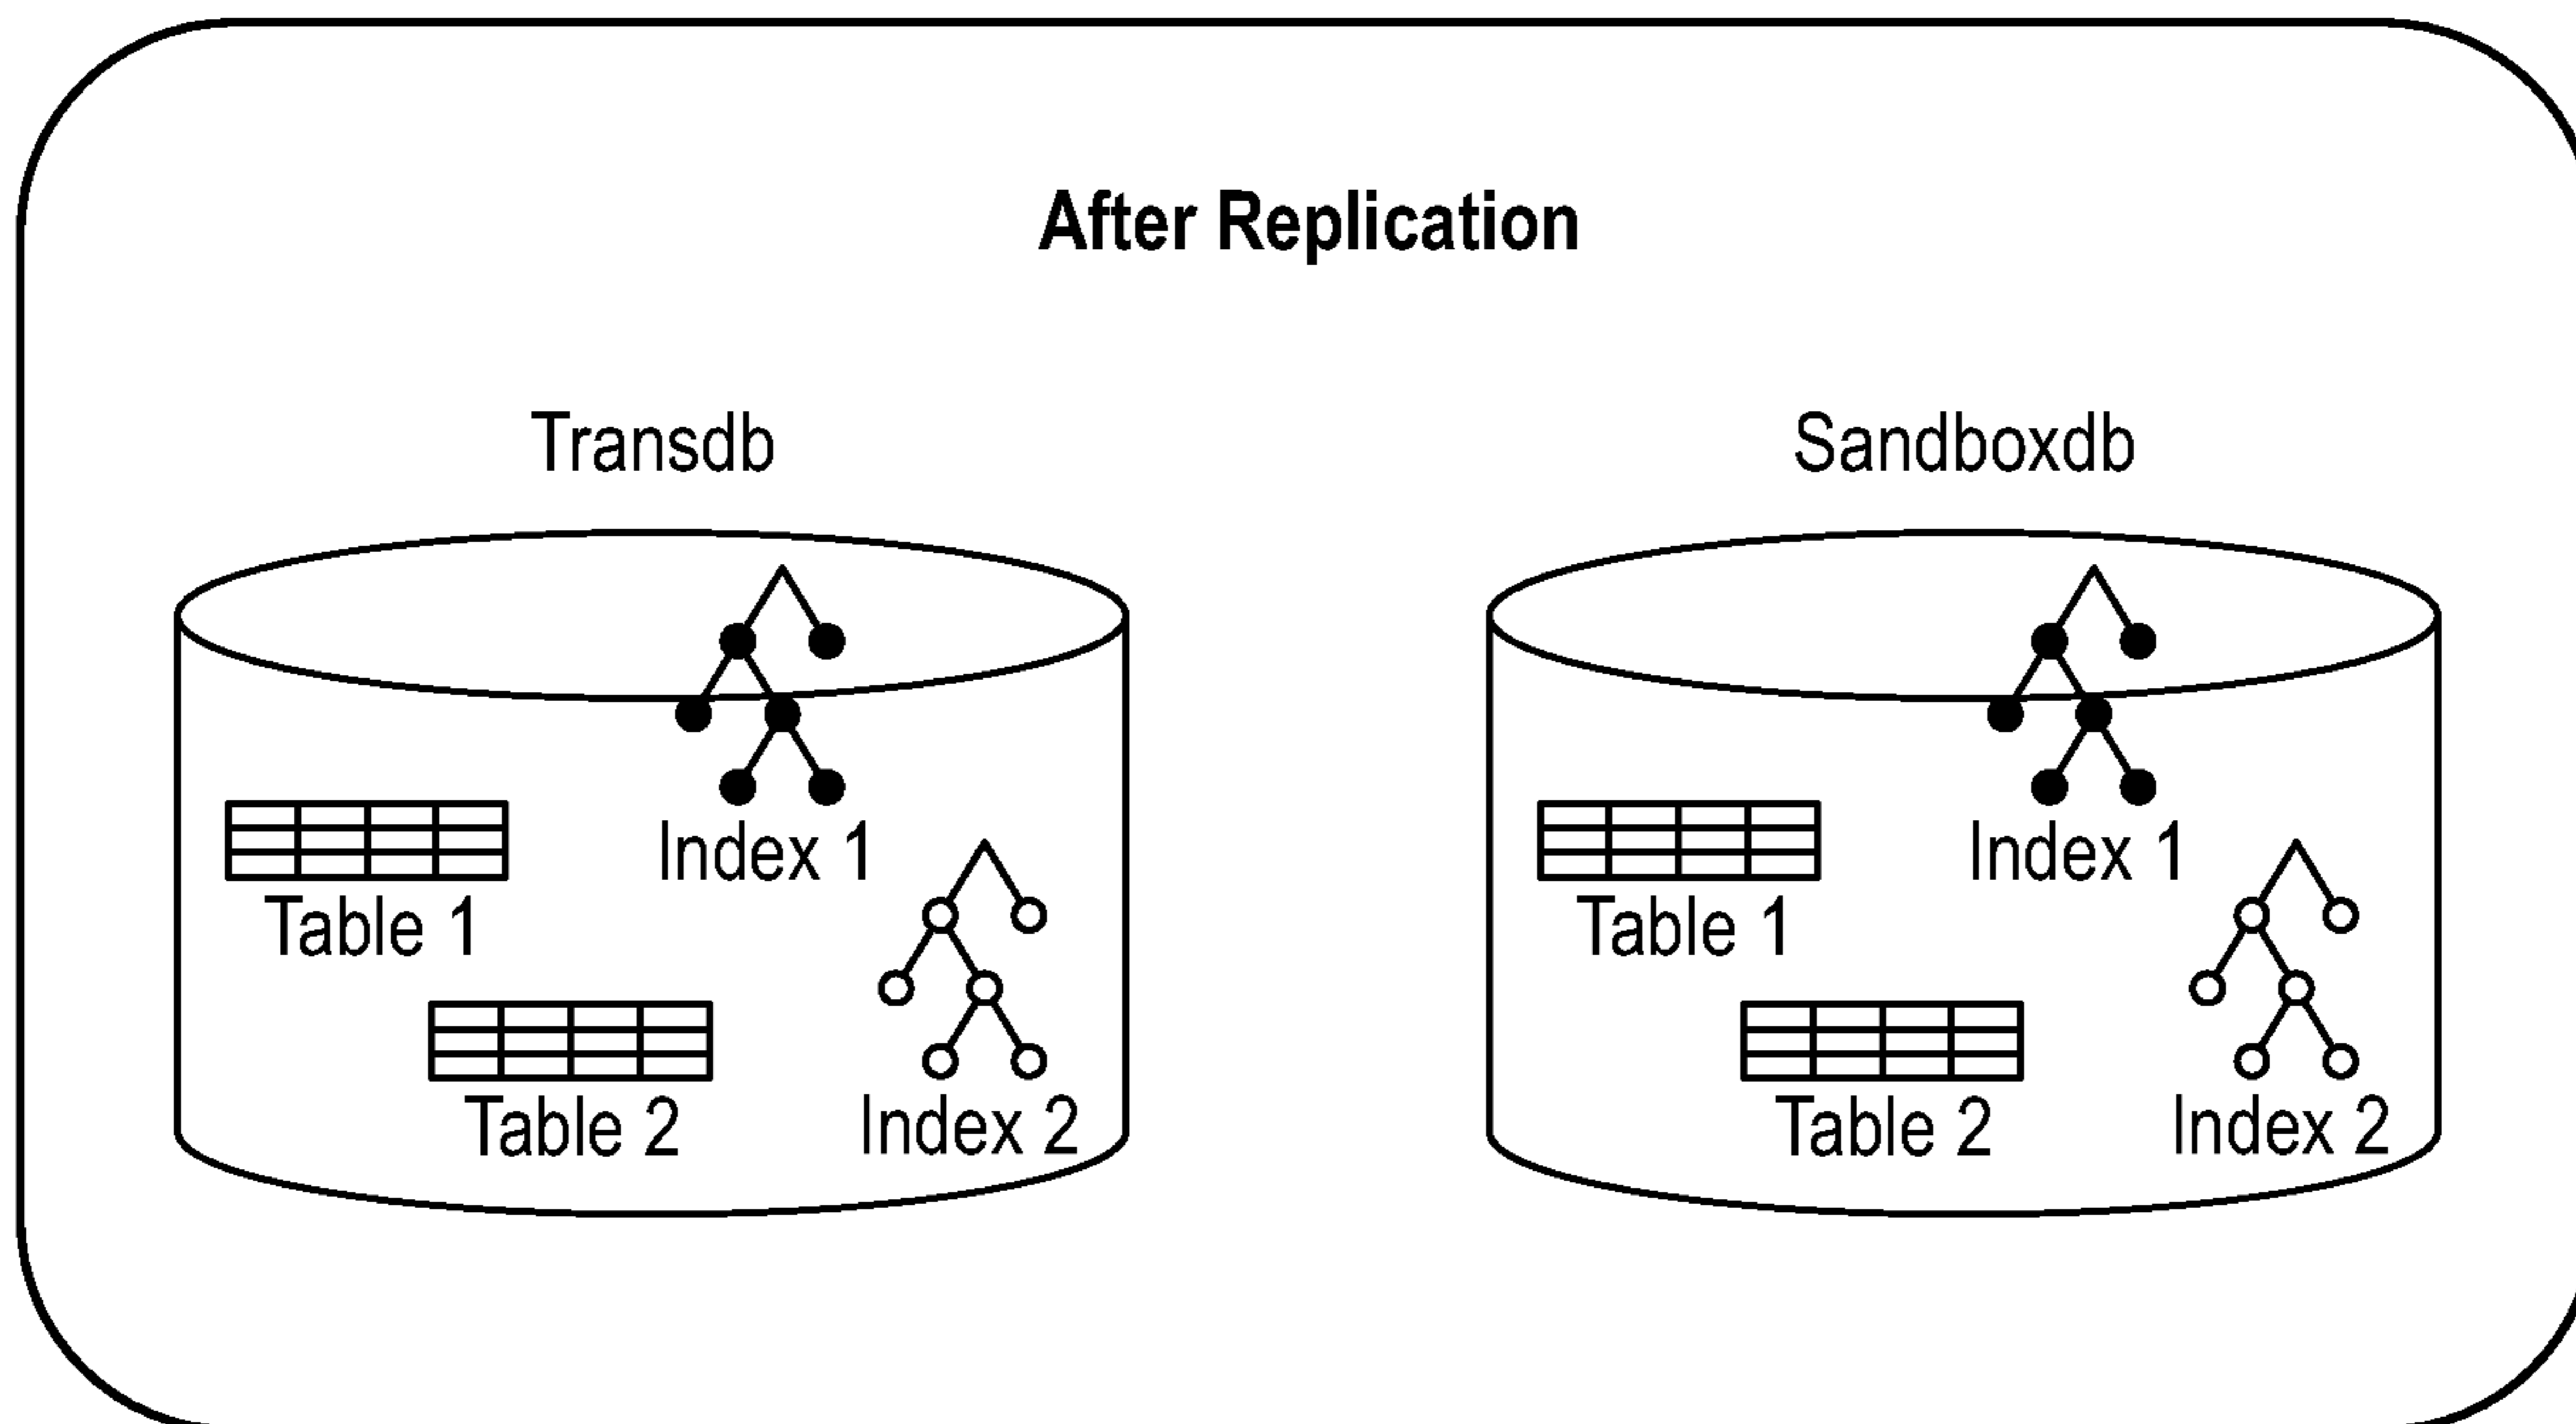 After Replication
Transdb
Sandboxdb
Index 1
Table 1
Table 2
Index 2
Index 1
Table 1
Table 2
Index 2